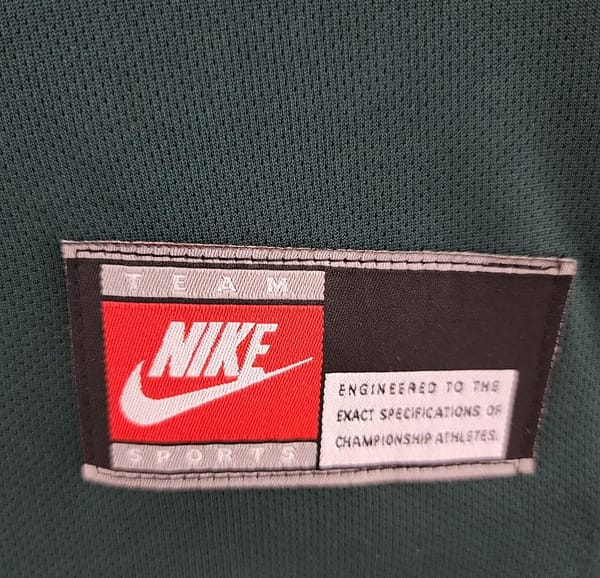 TEAM
NIKE
SPORTS
ENGINEERED TO THE
EXACT SPECIFICATIONS OF
CHAMPIONSHIP ATHLETES.